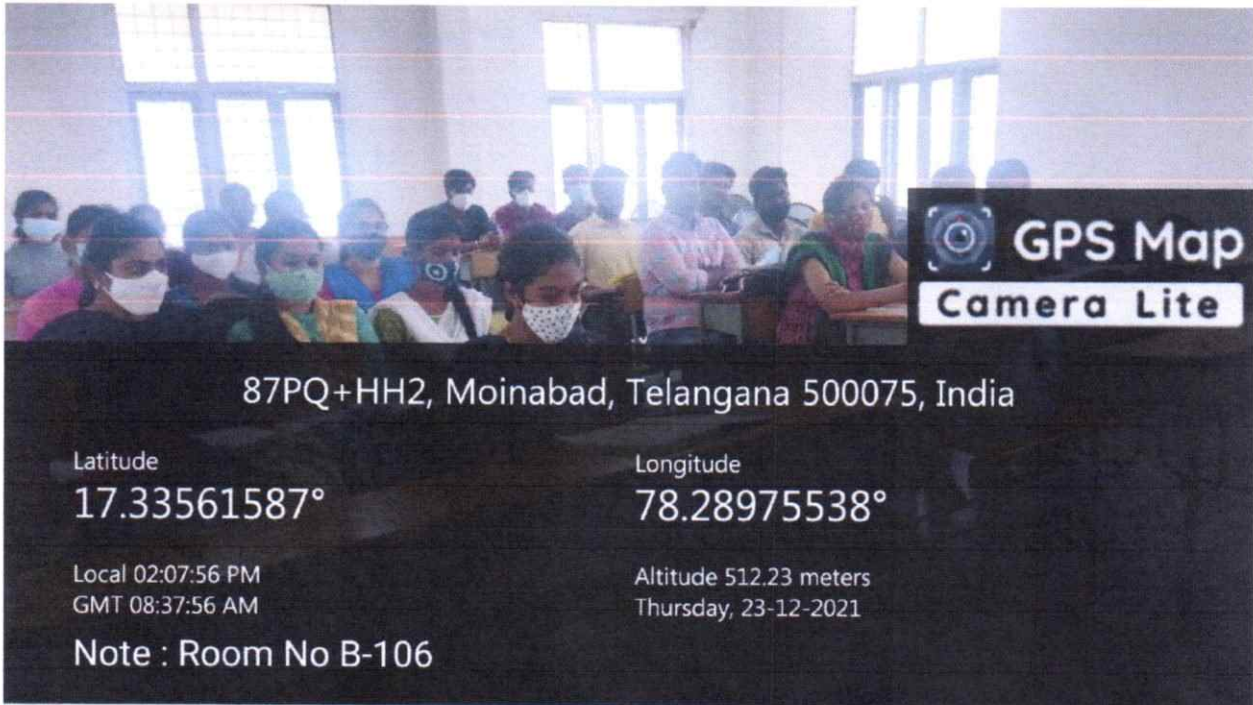 GPS Map
Camera Lite
87PQ+HH2, Moinabad, Telangana 500075, India
Latitude
17.33561587°
Longitude
78.28975538°
Local 02:07:56 PM
GMT 08:37:56 AM
Altitude 512.23 meters
Thursday, 23-12-2021
Note : Room No B-106